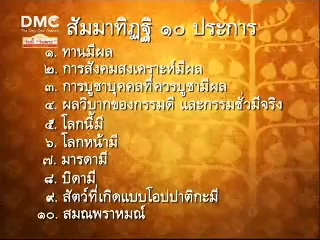 DMC
สัมมาทิฏฐิ ๑๐ ประการ
๑. ทานมีผล
๒. การสังคมสงเคราะห์มีผล
๓. การบูชาบุคคลที่ควรบูชามีผล
๔. ผลวิบากของกรรมดี และกรรมชั่วมีจริง
๕. โลกนี้มี
๖. โลกหน้ามี
๗. มารดามี
๘. บิดามี
๙. สัตว์ที่เกิดแบบโอปปาติกะมี
๑๐. สมณพราหมณ์